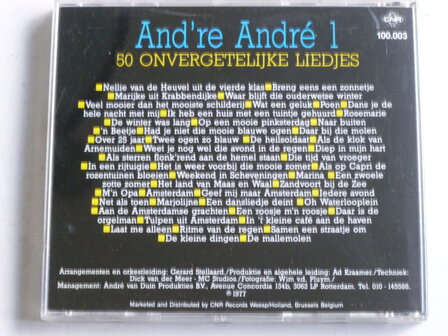 CNR
100.003
And're André 1
50 ONVERGETELIJKE LIEDJES
Nellie van de Heuvel uit de vierde klas Breng eens een zonnetje
Marijke uit Krabbendijke Waar blijft die ouderwetse winter
Veel mooier dan het mooiste schilderij Wat een geluk Poen Dans je de
hele nacht met mij Ik heb een huis met een tuintje gehuurd Rosemarie
De winter was lang Op een mooie pinksterdag Naar buiten
'n Beetje Had je niet die mooie blauwe ogen Daar bij die molen
Over 25 jaar Twee ogen zo blauw De heilsoldaat Als de klok van
Arnemuiden Weet je nog wel die avond in de regen Diep in mijn hart
Als sterren flonk'rend aan de hemel staan Die tijd van vroeger
In een rijtuigje Het is weer voorbij die mooie zomer Als op Capri de
rozentuinen bloeien Weekend in Scheveningen Marina Een zwoele
zotte zomer Het land van Maas en Waal Zandvoort bij de Zee
M'n Opa Amsterdam Geef mij maar Amsterdam Iedere avond
Net als toen Marjolijne Een dansliedje deint Oh Waterlooplein
Aan de Amsterdamse grachten Een roosje m'n roosje Daar is de
orgelman Tulpen uit Amsterdam In 't kleine café aan de haven
Laat me alleen Ritme van de regen Samen een straatje om
De kleine dingen De mallemolen
Arrangementen en orkestleiding: Gerard Stellaard/Produktie en algehele leiding: Ad Kraamer/Techniek:
Dick van der Meer - MC Studios/Fotografie: Wim v.d. Pluym/
Management: André van Duin Produkties BV., Avenue Concordia 134b, 3062 LP Rotterdam. Tel. 010 - 145588.
℗1977
Marketed and Distributed by CNR Records Weesp/Holland, Brussels Belgium